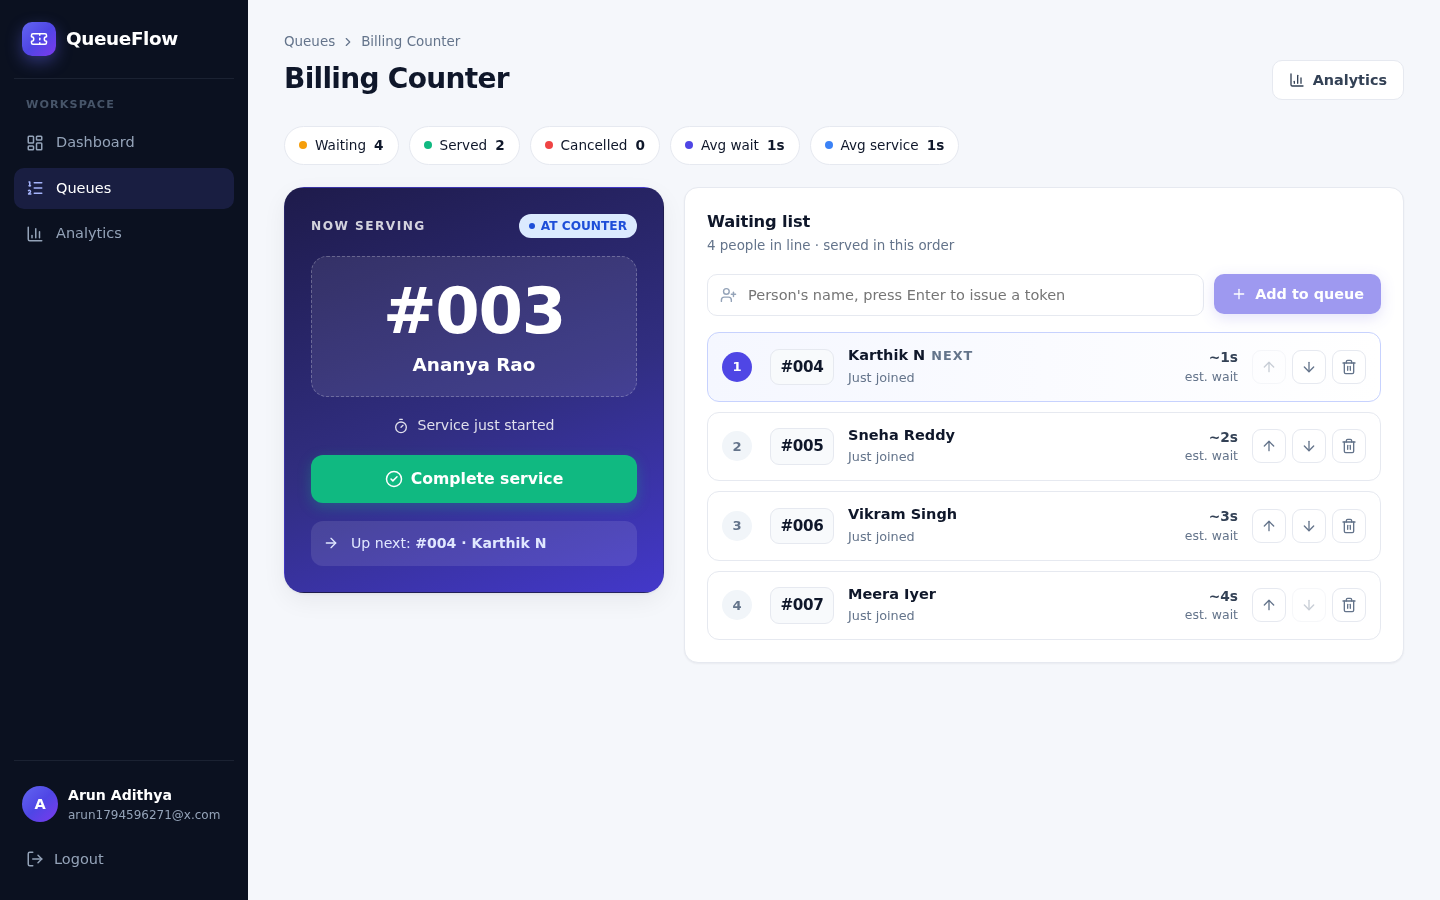 QueueFlow
WORKSPACE
Dashboard
Queues
Analytics
Arun Adithya
arun1794596271@x.com
A
Logout
Queues > Billing Counter
Billing Counter
Analytics
Waiting 4
Served 2
Cancelled 0
Avg wait 1s
Avg service 1s
NOW SERVING
AT COUNTER
#003
Ananya Rao
Service just started
Complete service
Up next: #004 · Karthik N
Waiting list
4 people in line · served in this order
Person's name, press Enter to issue a token
Add to queue
1
#004
Karthik N NEXT
Just joined
~1s
est. wait
2
#005
Sneha Reddy
Just joined
~2s
est. wait
3
#006
Vikram Singh
Just joined
~3s
est. wait
4
#007
Meera Iyer
Just joined
~4s
est. wait